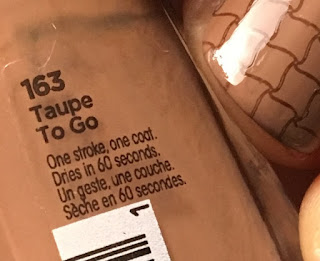 163
Taupe
To Go
One stroke, one coat.
Dries in 60 seconds.
Un geste, une couche.
Sèche en 60 secondes.
1